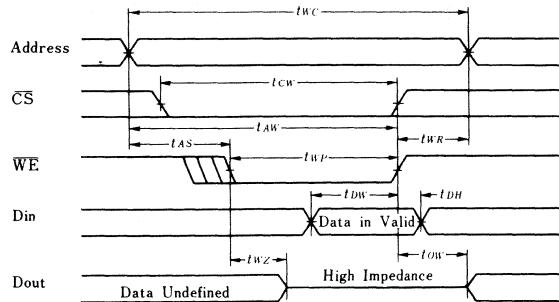 tWC
Address
tCW
CS
tAW
tAS
tWR
tWP
WE
tDW
tDH
Din
Data in Valid
tWZ
tOW
High Impedance
Dout
Data Undefined